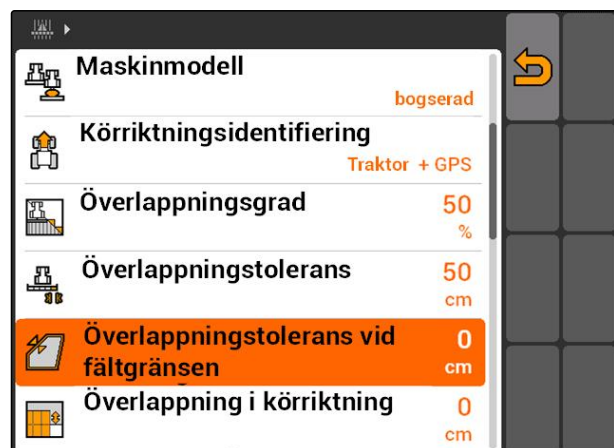 Maskinmodell
bogserad
Körriktningsidentifiering
Traktor + GPS
Överlappningsgrad
50
%
Överlappningstolerans
50
cm
Överlappningstolerans vid
fältgränsen
0
cm
Överlappning i körriktning
0
cm